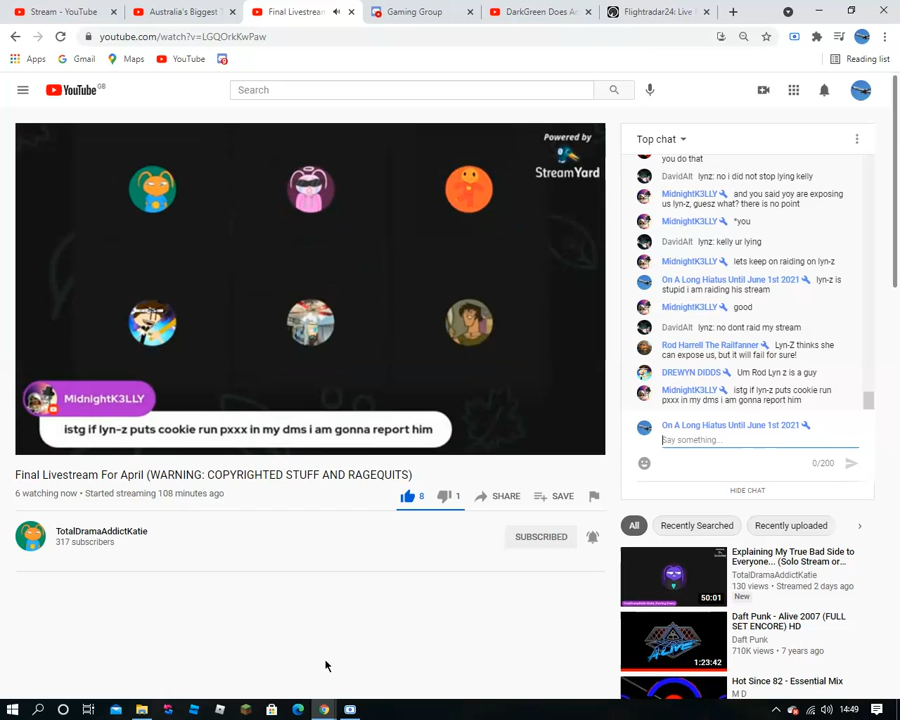 Stream - YouTube
Australia's Biggest T
Final Livestream
Gaming Group
DarkGreen Does A
Flightradar24: Live F
youtube.com/watch?v=LGQOrkKwPaw
Apps
Gmail
Maps
YouTube
Reading list
YouTube GB
Search
Powered by
StreamYard
MidnightK3LLY
istg if lyn-z puts cookie run pxxx in my dms i am gonna report him
Final Livestream For April (WARNING: COPYRIGHTED STUFF AND RAGEQUITS)
6 watching now • Started streaming 108 minutes ago
8
1
SHARE
SAVE
TotalDramaAddictKatie
317 subscribers
SUBSCRIBED
Top chat
you do that
DavidAlt lynz: no i did not stop lying kelly
MidnightK3LLY and you said yoy are exposing
us lyn-z, guess what? there is no point
MidnightK3LLY *you
DavidAlt lynz: kelly ur lying
MidnightK3LLY lets keep on raiding on lyn-z
On A Long Hiatus Until June 1st 2021 lyn-z is
stupid i am raiding his stream
MidnightK3LLY good
DavidAlt lynz: no dont raid my stream
Rod Harrell The Railfanner Lyn-Z thinks she
can expose us, but it will fail for sure!
DREWYN DIDDS Um Rod Lyn z is a guy
MidnightK3LLY istg if lyn-z puts cookie run
pxxx in my dms i am gonna report him
On A Long Hiatus Until June 1st 2021
Say something...
0/200
HIDE CHAT
All
Recently Searched
Recently uploaded
Explaining My True Bad Side to
Everyone... (Solo Stream or...
TotalDramaAddictKatie
130 views • Streamed 2 days ago
New
50:01
Daft Punk - Alive 2007 (FULL
SET ENCORE) HD
Daft Punk
710K views • 7 years ago
ALIVE
1:23:42
Hot Since 82 - Essential Mix
M D
14:49